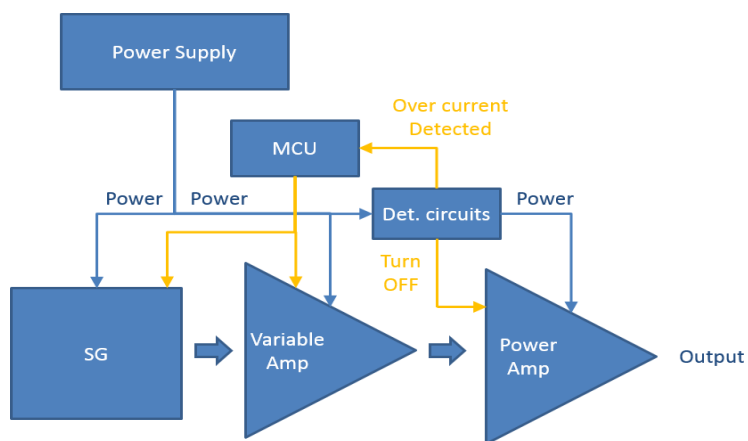 Power Supply
Over current
Detected
MCU
Power
Power
Det. circuits
Power
Turn
OFF
SG
Variable
Amp
Power
Amp
Output